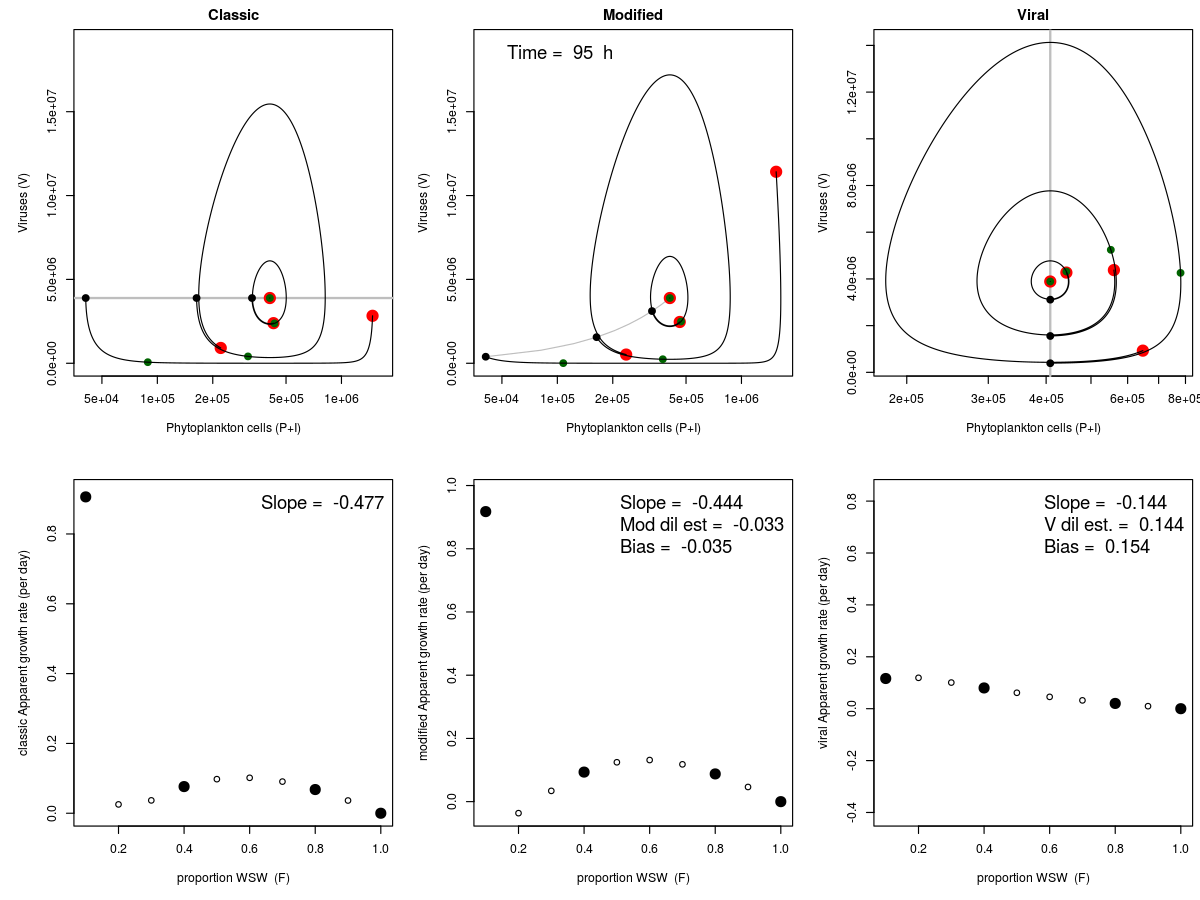 Classic
Modified
Viral
Time =  95  h
Viruses (V)
0.0e+00 5.0e+06 1.0e+07 1.5e+07
5e+04 1e+05 2e+05 5e+05 1e+06
Phytoplankton cells (P+I)
Viruses (V)
0.0e+00 5.0e+06 1.0e+07 1.5e+07
5e+04 1e+05 2e+05 5e+05 1e+06
Phytoplankton cells (P+I)
Viruses (V)
0.0e+00 4.0e+06 8.0e+06 1.2e+07
2e+05 3e+05 4e+05 6e+05 8e+05
Phytoplankton cells (P+I)
Slope =  -0.477
classic Apparent growth rate (per day)
0.0 0.2 0.4 0.6 0.8
0.2 0.4 0.6 0.8 1.0
proportion WSW  (F)
Slope =  -0.444
Mod dil est =  -0.033
Bias =  -0.035
modified Apparent growth rate (per day)
0.0 0.2 0.4 0.6 0.8 1.0
0.2 0.4 0.6 0.8 1.0
proportion WSW  (F)
Slope =  -0.144
V dil est. =  0.144
Bias =  0.154
viral Apparent growth rate (per day)
-0.4 -0.2 0.0 0.2 0.4 0.6 0.8
0.2 0.4 0.6 0.8 1.0
proportion WSW  (F)